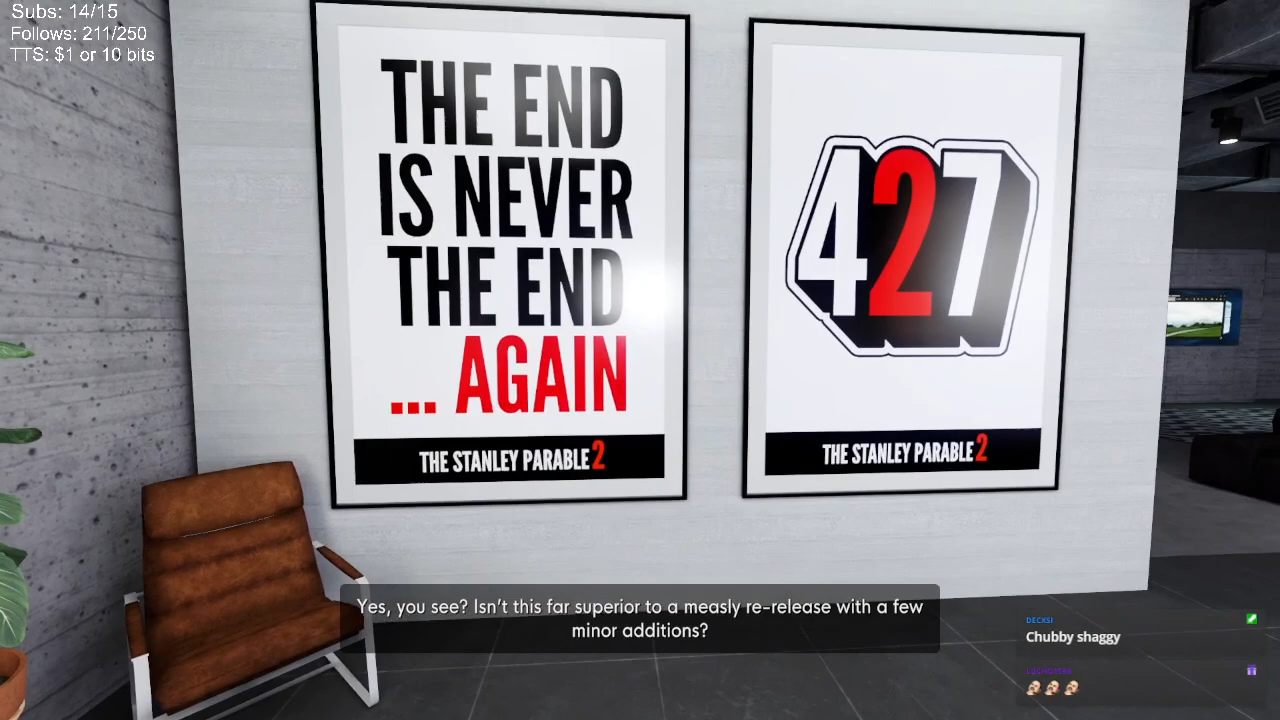 Subs: 14/15
Follows: 211/250
TTS: $1 or 10 bits
THE END
IS NEVER
THE END
... AGAIN
THE STANLEY PARABLE 2
427
THE STANLEY PARABLE 2
Yes, you see? Isn't this far superior to a measly re-release with a few
minor additions?
DECXSI
Chubby shaggy